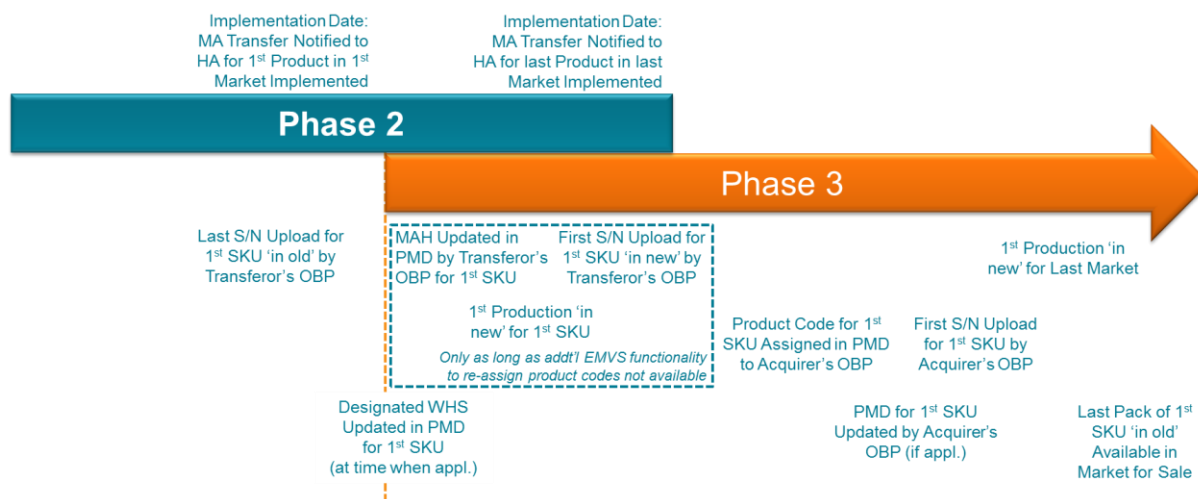 Implementation Date:
MA Transfer Notified to
HA for 1st Product in 1st
Market Implemented
Implementation Date:
MA Transfer Notified to
HA for last Product in last
Market Implemented
Phase 2
Phase 3
Last S/N Upload for
1st SKU ‘in old’ by
Transferor’s OBP
MAH Updated in
PMD by Transferor’s
OBP for 1st SKU
First S/N Upload for
1st SKU ‘in new’ by
Transferor’s OBP
1st Production ‘in
new’ for 1st SKU
Only as long as addt’l EMVS functionality
to re-assign product codes not available
1st Production ‘in
new’ for Last Market
Product Code for 1st
SKU Assigned in PMD
to Acquirer’s OBP
First S/N Upload
for 1st SKU by
Acquirer’s OBP
Designated WHS
Updated in PMD
for 1st SKU
(at time when appl.)
PMD for 1st SKU
Updated by Acquirer’s
OBP (if appl.)
Last Pack of 1st
SKU ‘in old’
Available in
Market for Sale